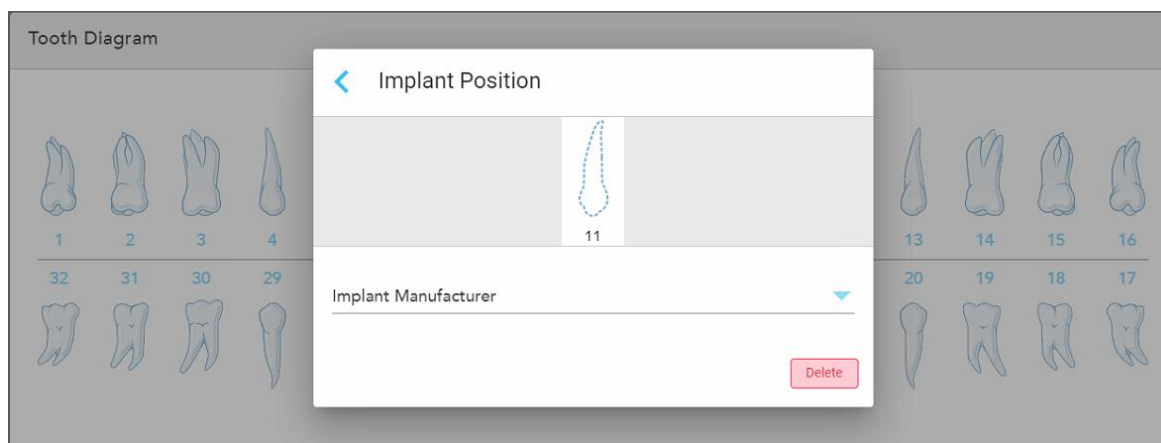 Tooth Diagram
Implant Position
11
1 2 3 4 13 14 15 16
32 31 30 29 20 19 18 17
Implant Manufacturer
Delete